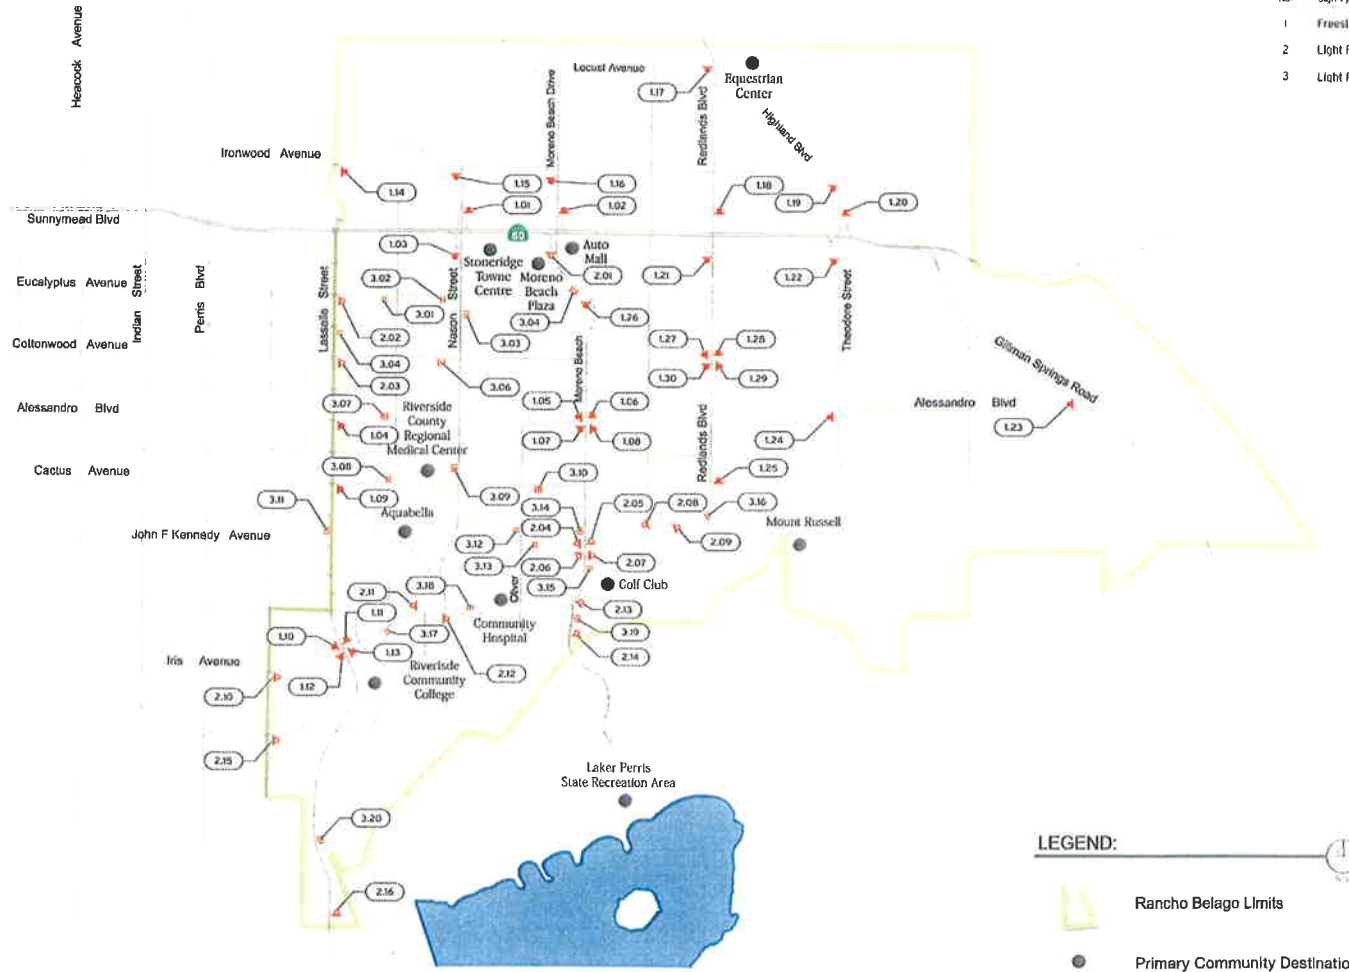 Heacock Avenue
1 Freest
2 Light F
3 Light F
Locust Avenue
Equestrian
Center
1.17
Moreno Beach Drive
Redlands Blvd
Highland Blvd
Ironwood Avenue
1.14
1.15
1.16
1.18
1.19
1.20
1.01
1.02
Sunnymead Blvd
60
1.03
Stoneridge
Towne
Centre
Moreno
Beach
Plaza
Auto
Mall
2.01
1.21
1.22
Eucalyptus Avenue
Indian Street
Perris Blvd
Lasselle Street
Nason Street
Theodore Street
3.02
3.01
3.04
1.26
2.02
3.03
Cottonwood Avenue
1.27
1.28
3.04
2.03
3.06
1.30
1.29
Moreno Beach
Gillman Springs Road
Alessandro Blvd
3.07
Riverside
County
Regional
Medical Center
1.04
1.05
1.06
1.07
1.08
Redlands Blvd
1.24
Alessandro Blvd
1.23
Cactus Avenue
3.08
1.09
3.09
3.10
1.25
3.11
Aquabella
3.14
2.05
2.08
3.16
2.04
Mount Russell
John F Kennedy Avenue
3.12
3.13
2.06
2.07
2.09
3.15
Golf Club
Oliver
2.11
3.18
1.11
Community
Hospital
2.13
1.10
3.17
3.19
1.13
2.14
Iris Avenue
Riverisde
Community
College
2.12
2.10
1.12
2.15
Laker Perris
State Recreation Area
3.20
2.16
LEGEND:
Rancho Belago Limits
Primary Community Destinatio